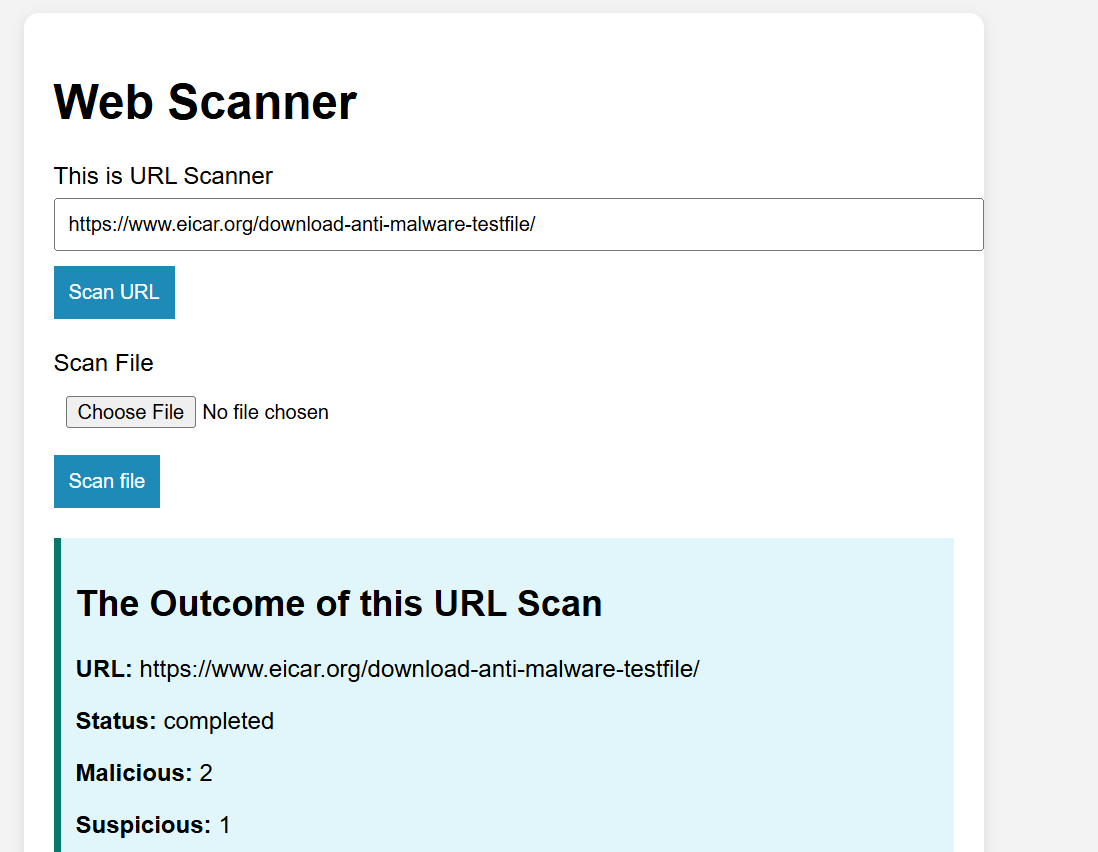 Web Scanner
This is URL Scanner
https://www.eicar.org/download-anti-malware-testfile/
Scan URL
Scan File
Choose File No file chosen
Scan file
The Outcome of this URL Scan
URL: https://www.eicar.org/download-anti-malware-testfile/
Status: completed
Malicious: 2
Suspicious: 1